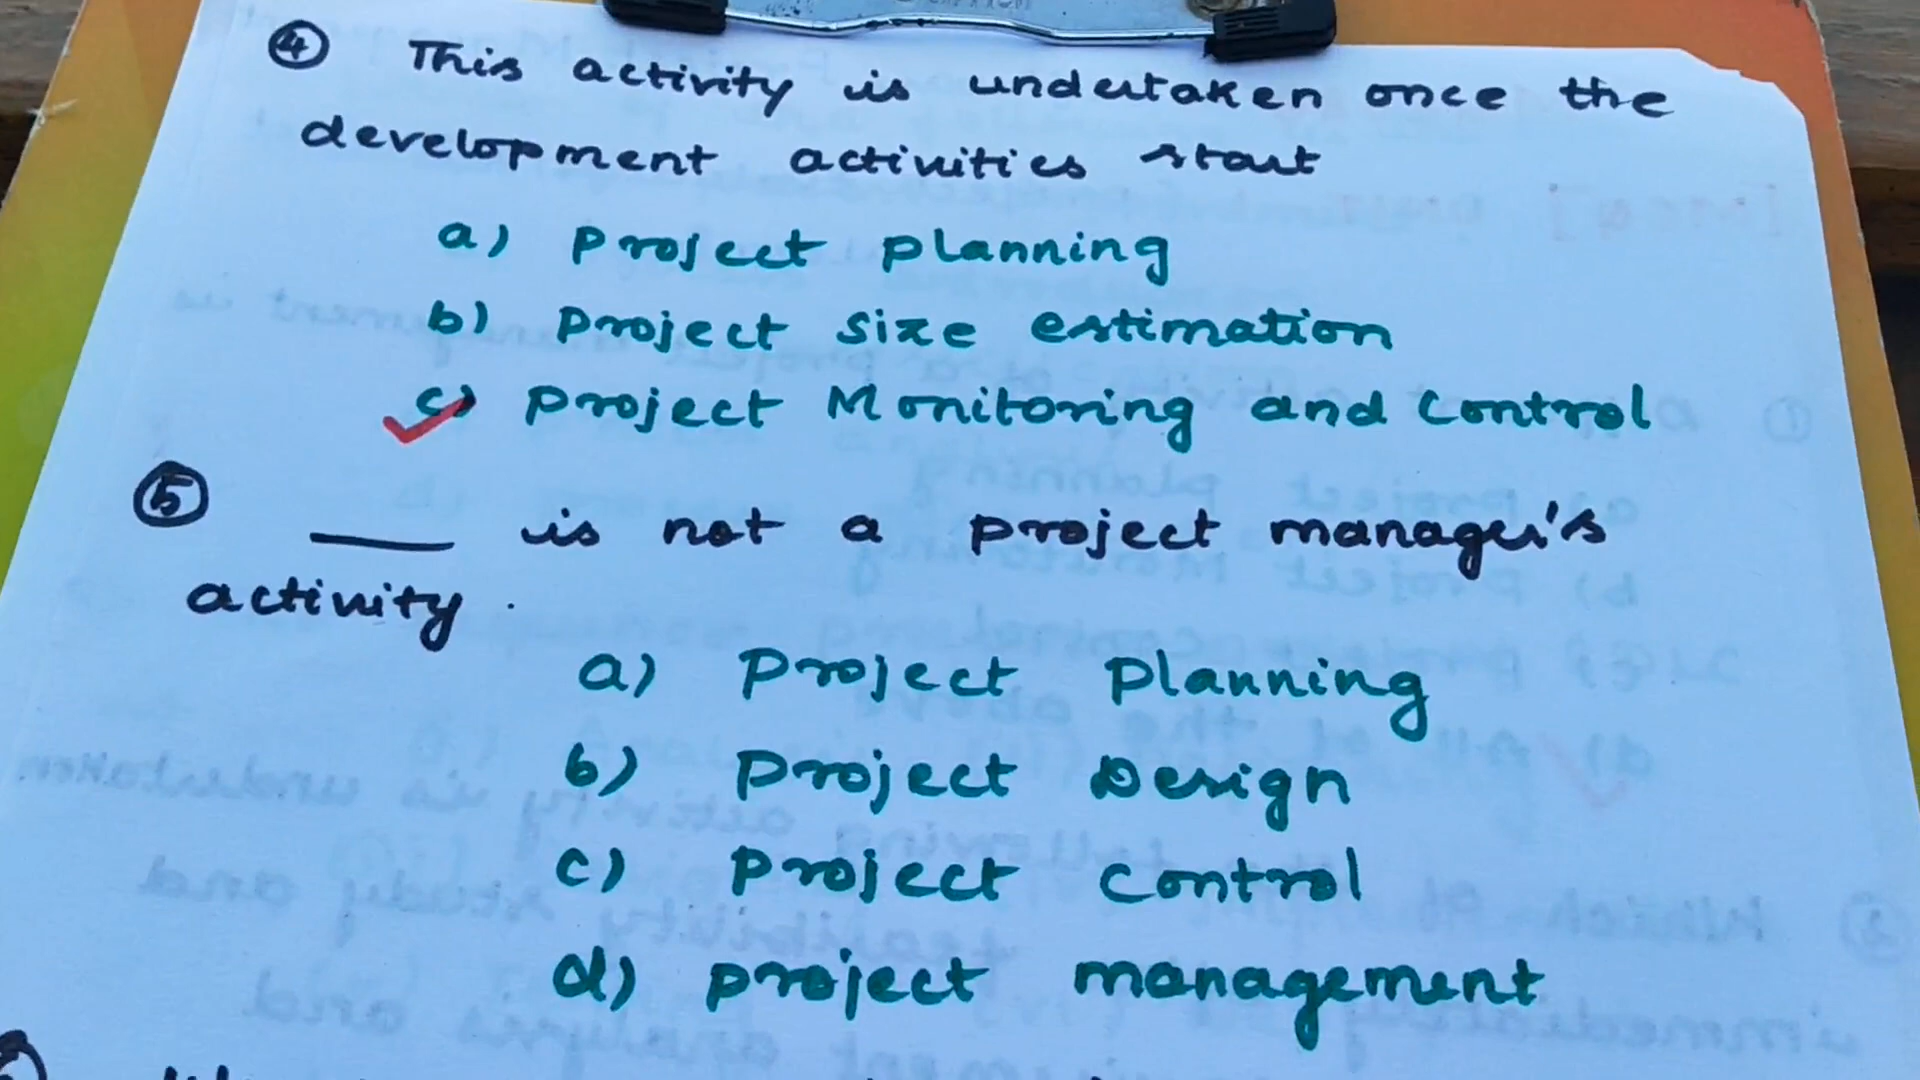 4 This activity is undertaken once the
development activities start
a) Project planning
b) Project size estimation
c) Project Monitoring and Control
5 ___ is not a project manager's
activity.
a) Project Planning
b) Project Design
c) Project Control
d) project management